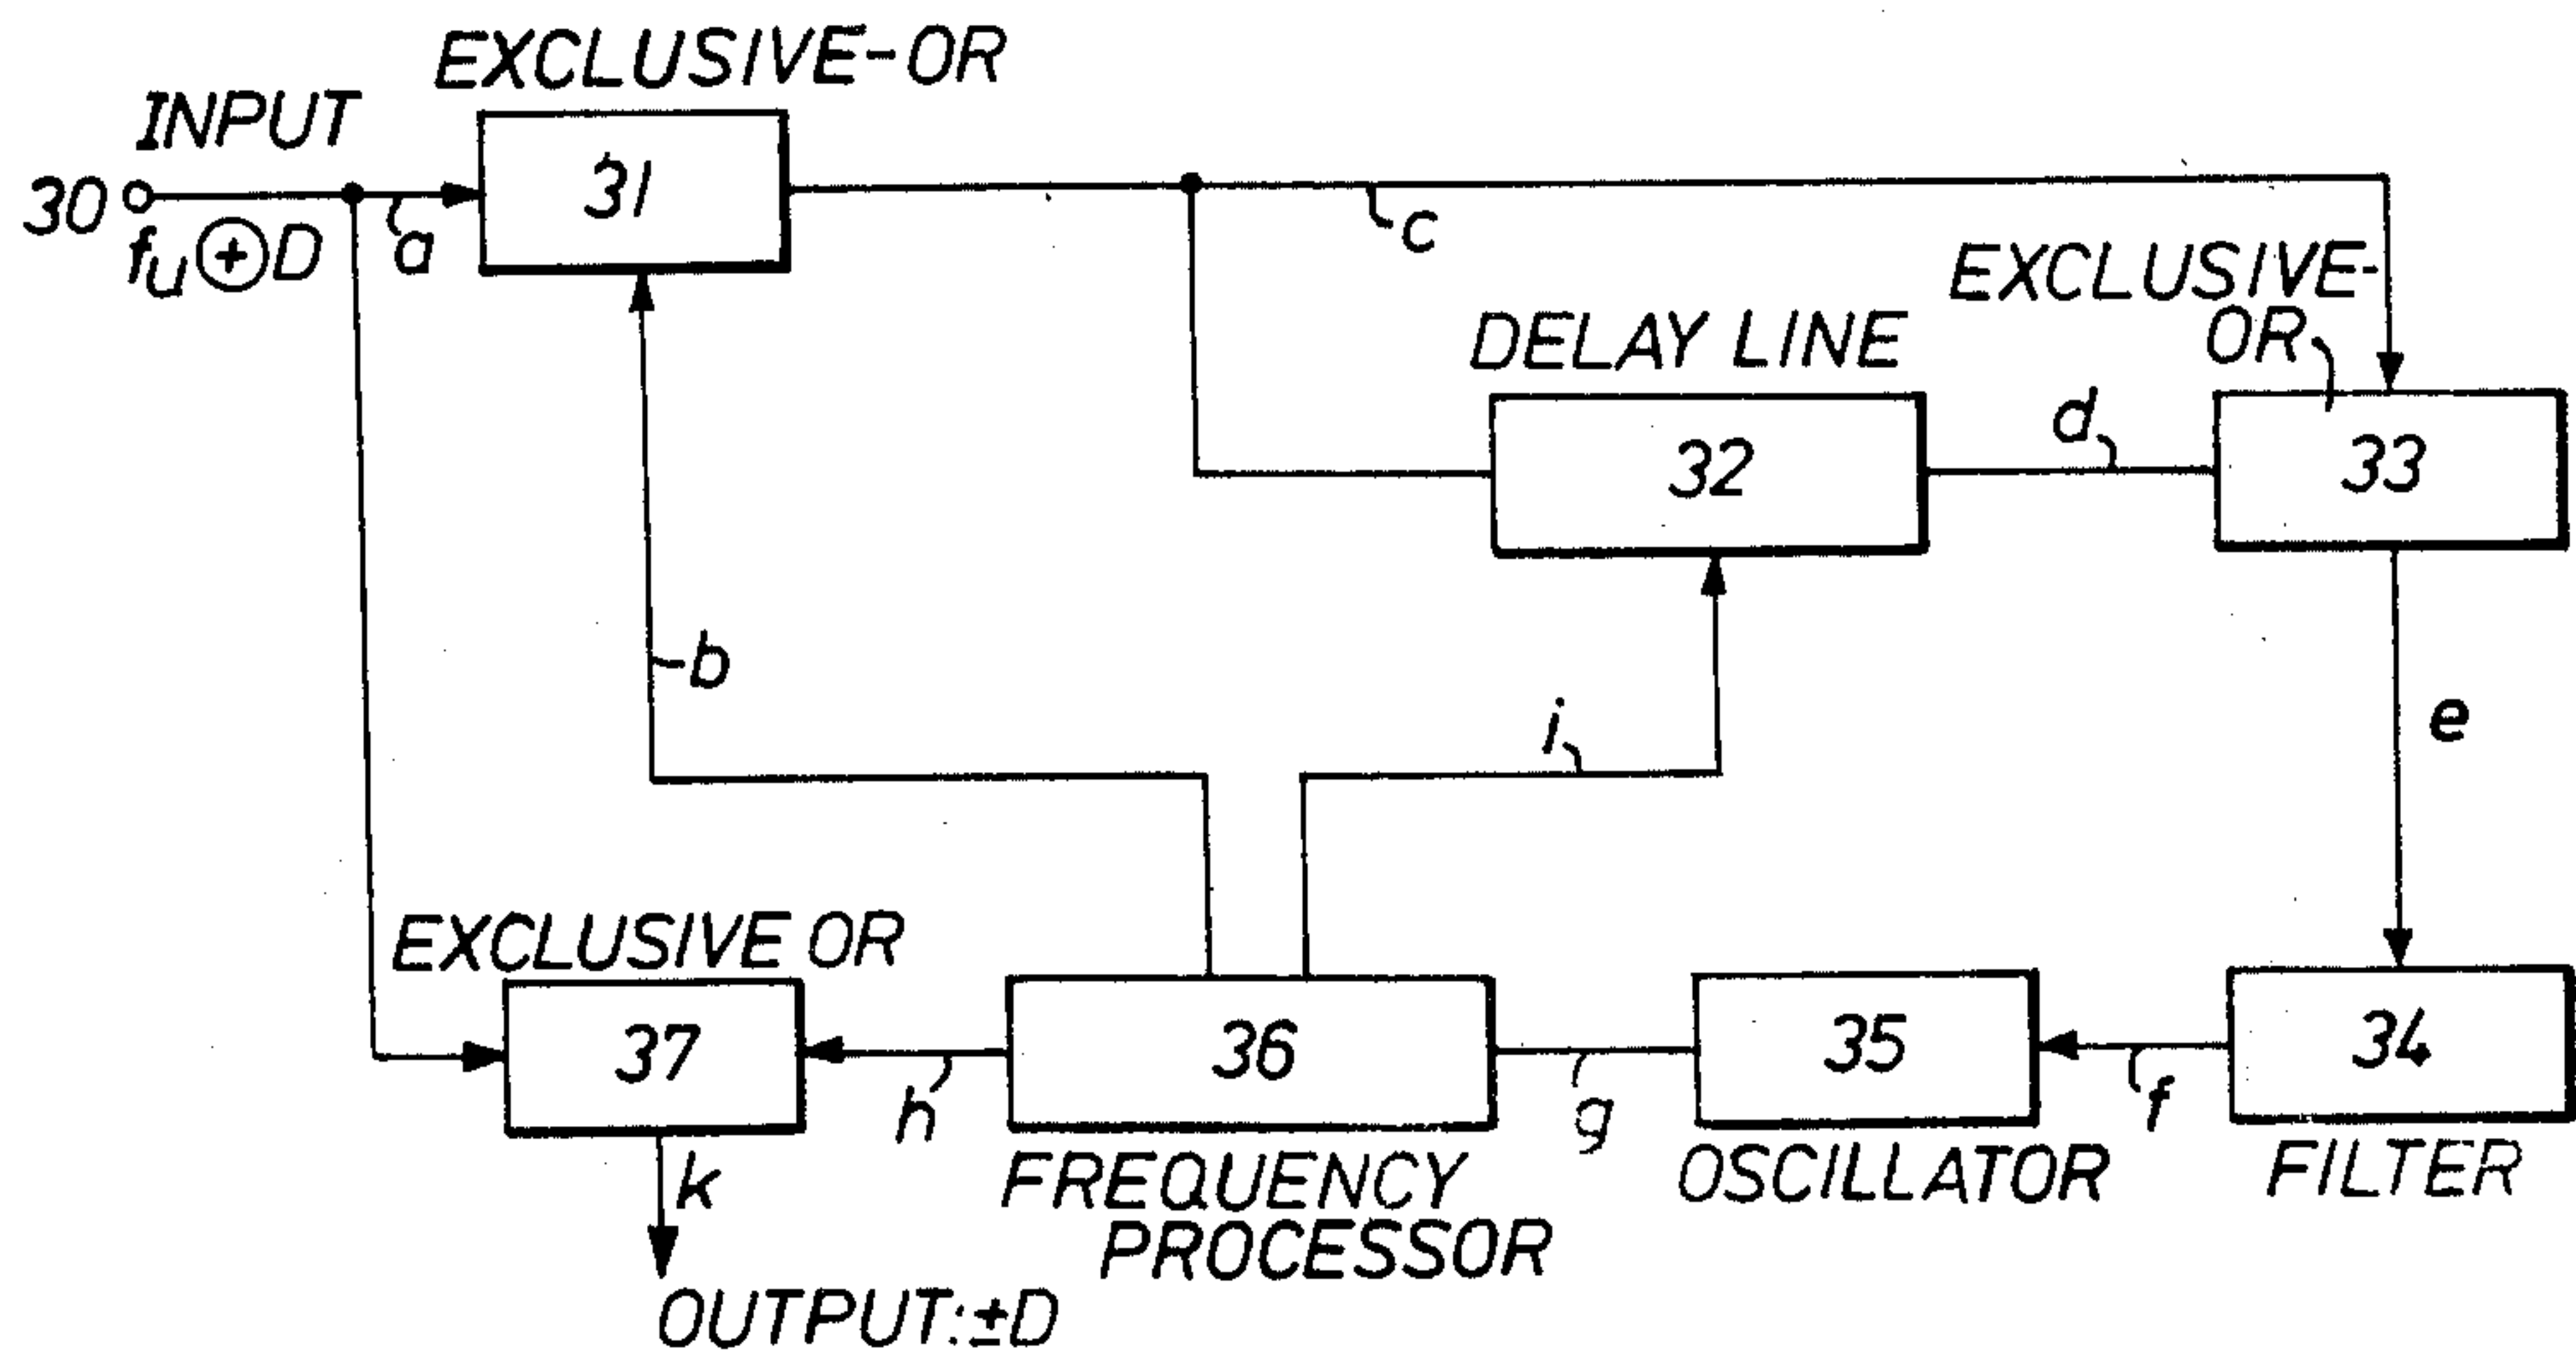 EXCLUSIVE-OR
INPUT
31
30
fu⊕D
a
c
EXCLUSIVE-
OR
DELAY LINE
d
32
33
b
i
e
EXCLUSIVE OR
37
36
35
34
h
g
f
k
FREQUENCY
PROCESSOR
OSCILLATOR
FILTER
OUTPUT:±D